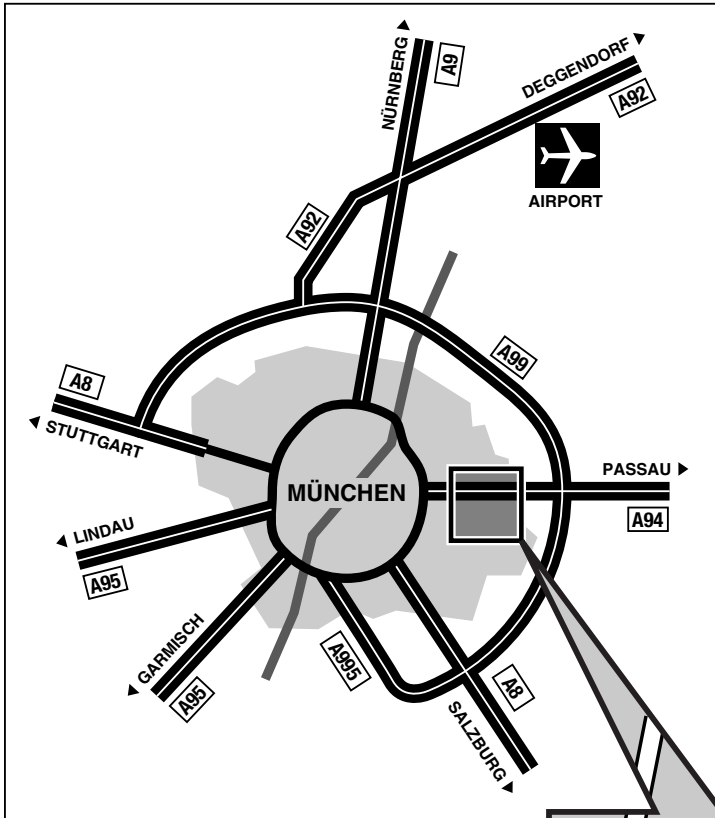 NÜRNBERG
A9
DEGGENDORF
A92
AIRPORT
A92
A99
A8
STUTTGART
MÜNCHEN
PASSAU
A94
LINDAU
A95
GARMISCH
A95
A995
A8
SALZBURG